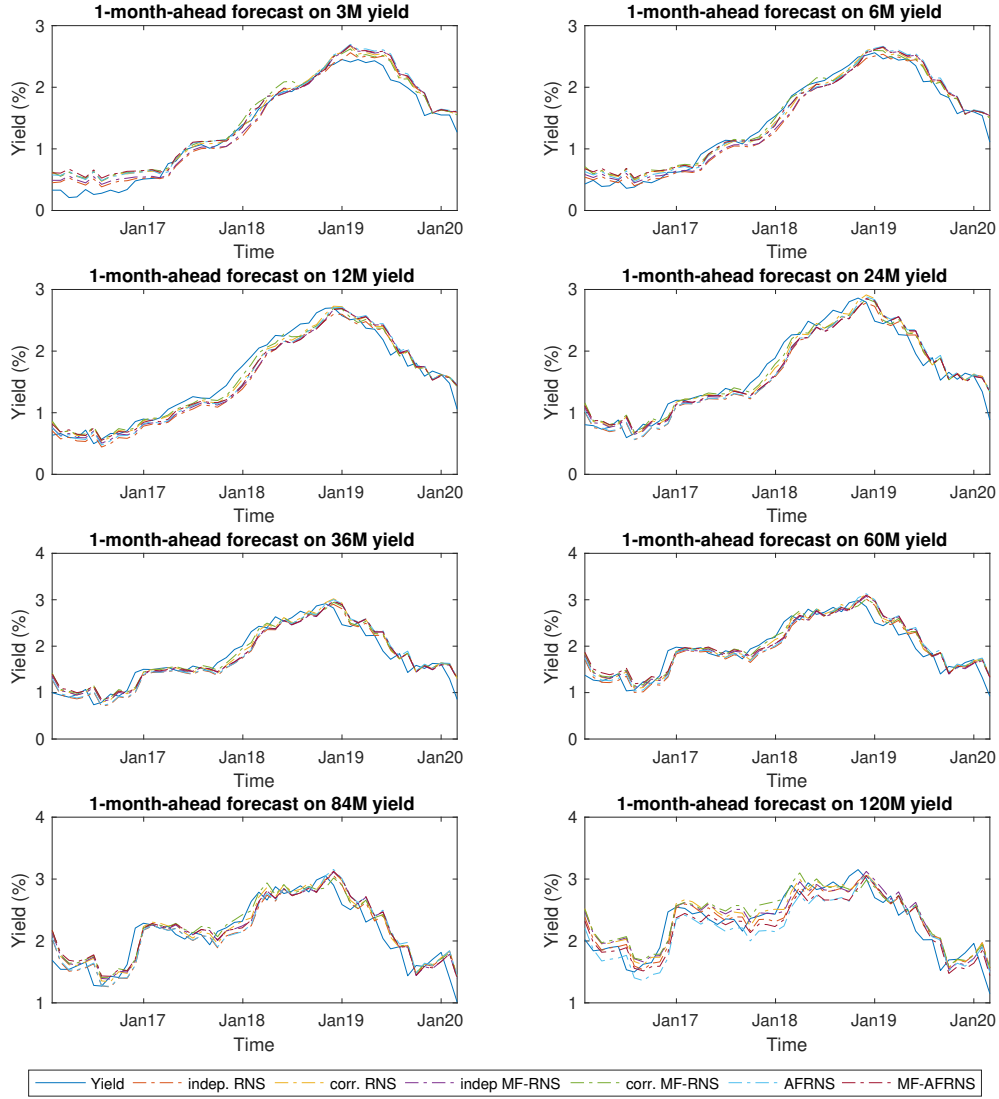 1-month-ahead forecast on 3M yield
3
2
1
0
Yield (%)
Jan17 Jan18 Jan19 Jan20
Time
1-month-ahead forecast on 6M yield
3
2
1
0
Yield (%)
Jan17 Jan18 Jan19 Jan20
Time
1-month-ahead forecast on 12M yield
3
2
1
0
Yield (%)
Jan17 Jan18 Jan19 Jan20
Time
1-month-ahead forecast on 24M yield
3
2
1
0
Yield (%)
Jan17 Jan18 Jan19 Jan20
Time
1-month-ahead forecast on 36M yield
4
3
2
1
0
Yield (%)
Jan17 Jan18 Jan19 Jan20
Time
1-month-ahead forecast on 60M yield
4
3
2
1
0
Yield (%)
Jan17 Jan18 Jan19 Jan20
Time
1-month-ahead forecast on 84M yield
4
3
2
1
Yield (%)
Jan17 Jan18 Jan19 Jan20
Time
1-month-ahead forecast on 120M yield
4
3
2
1
Yield (%)
Jan17 Jan18 Jan19 Jan20
Time
Yield indep. RNS corr. RNS indep MF-RNS corr. MF-RNS AFRNS MF-AFRNS